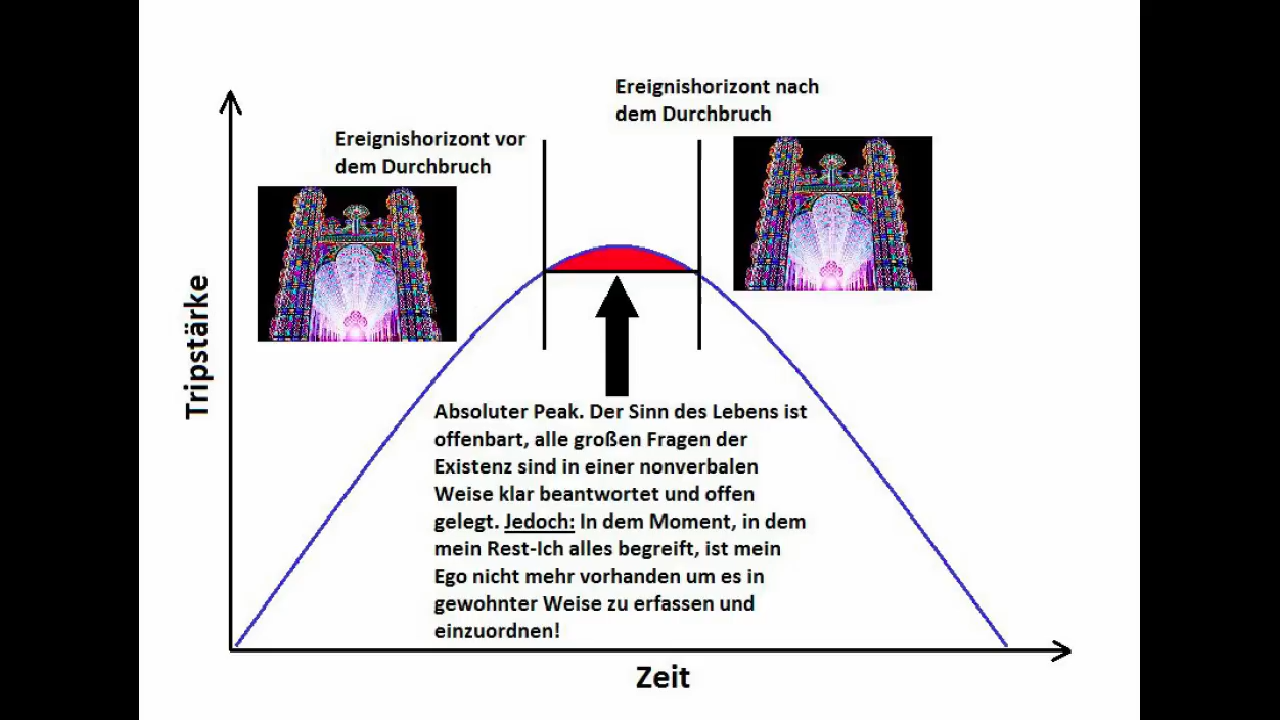 Ereignishorizont nach
dem Durchbruch
Ereignishorizont vor
dem Durchbruch
Tripstärke
Absoluter Peak. Der Sinn des Lebens ist
offenbart, alle großen Fragen der
Existenz sind in einer nonverbalen
Weise klar beantwortet und offen
gelegt. Jedoch: In dem Moment, in dem
mein Rest-Ich alles begreift, ist mein
Ego nicht mehr vorhanden um es in
gewohnter Weise zu erfassen und
einzuordnen!
Zeit